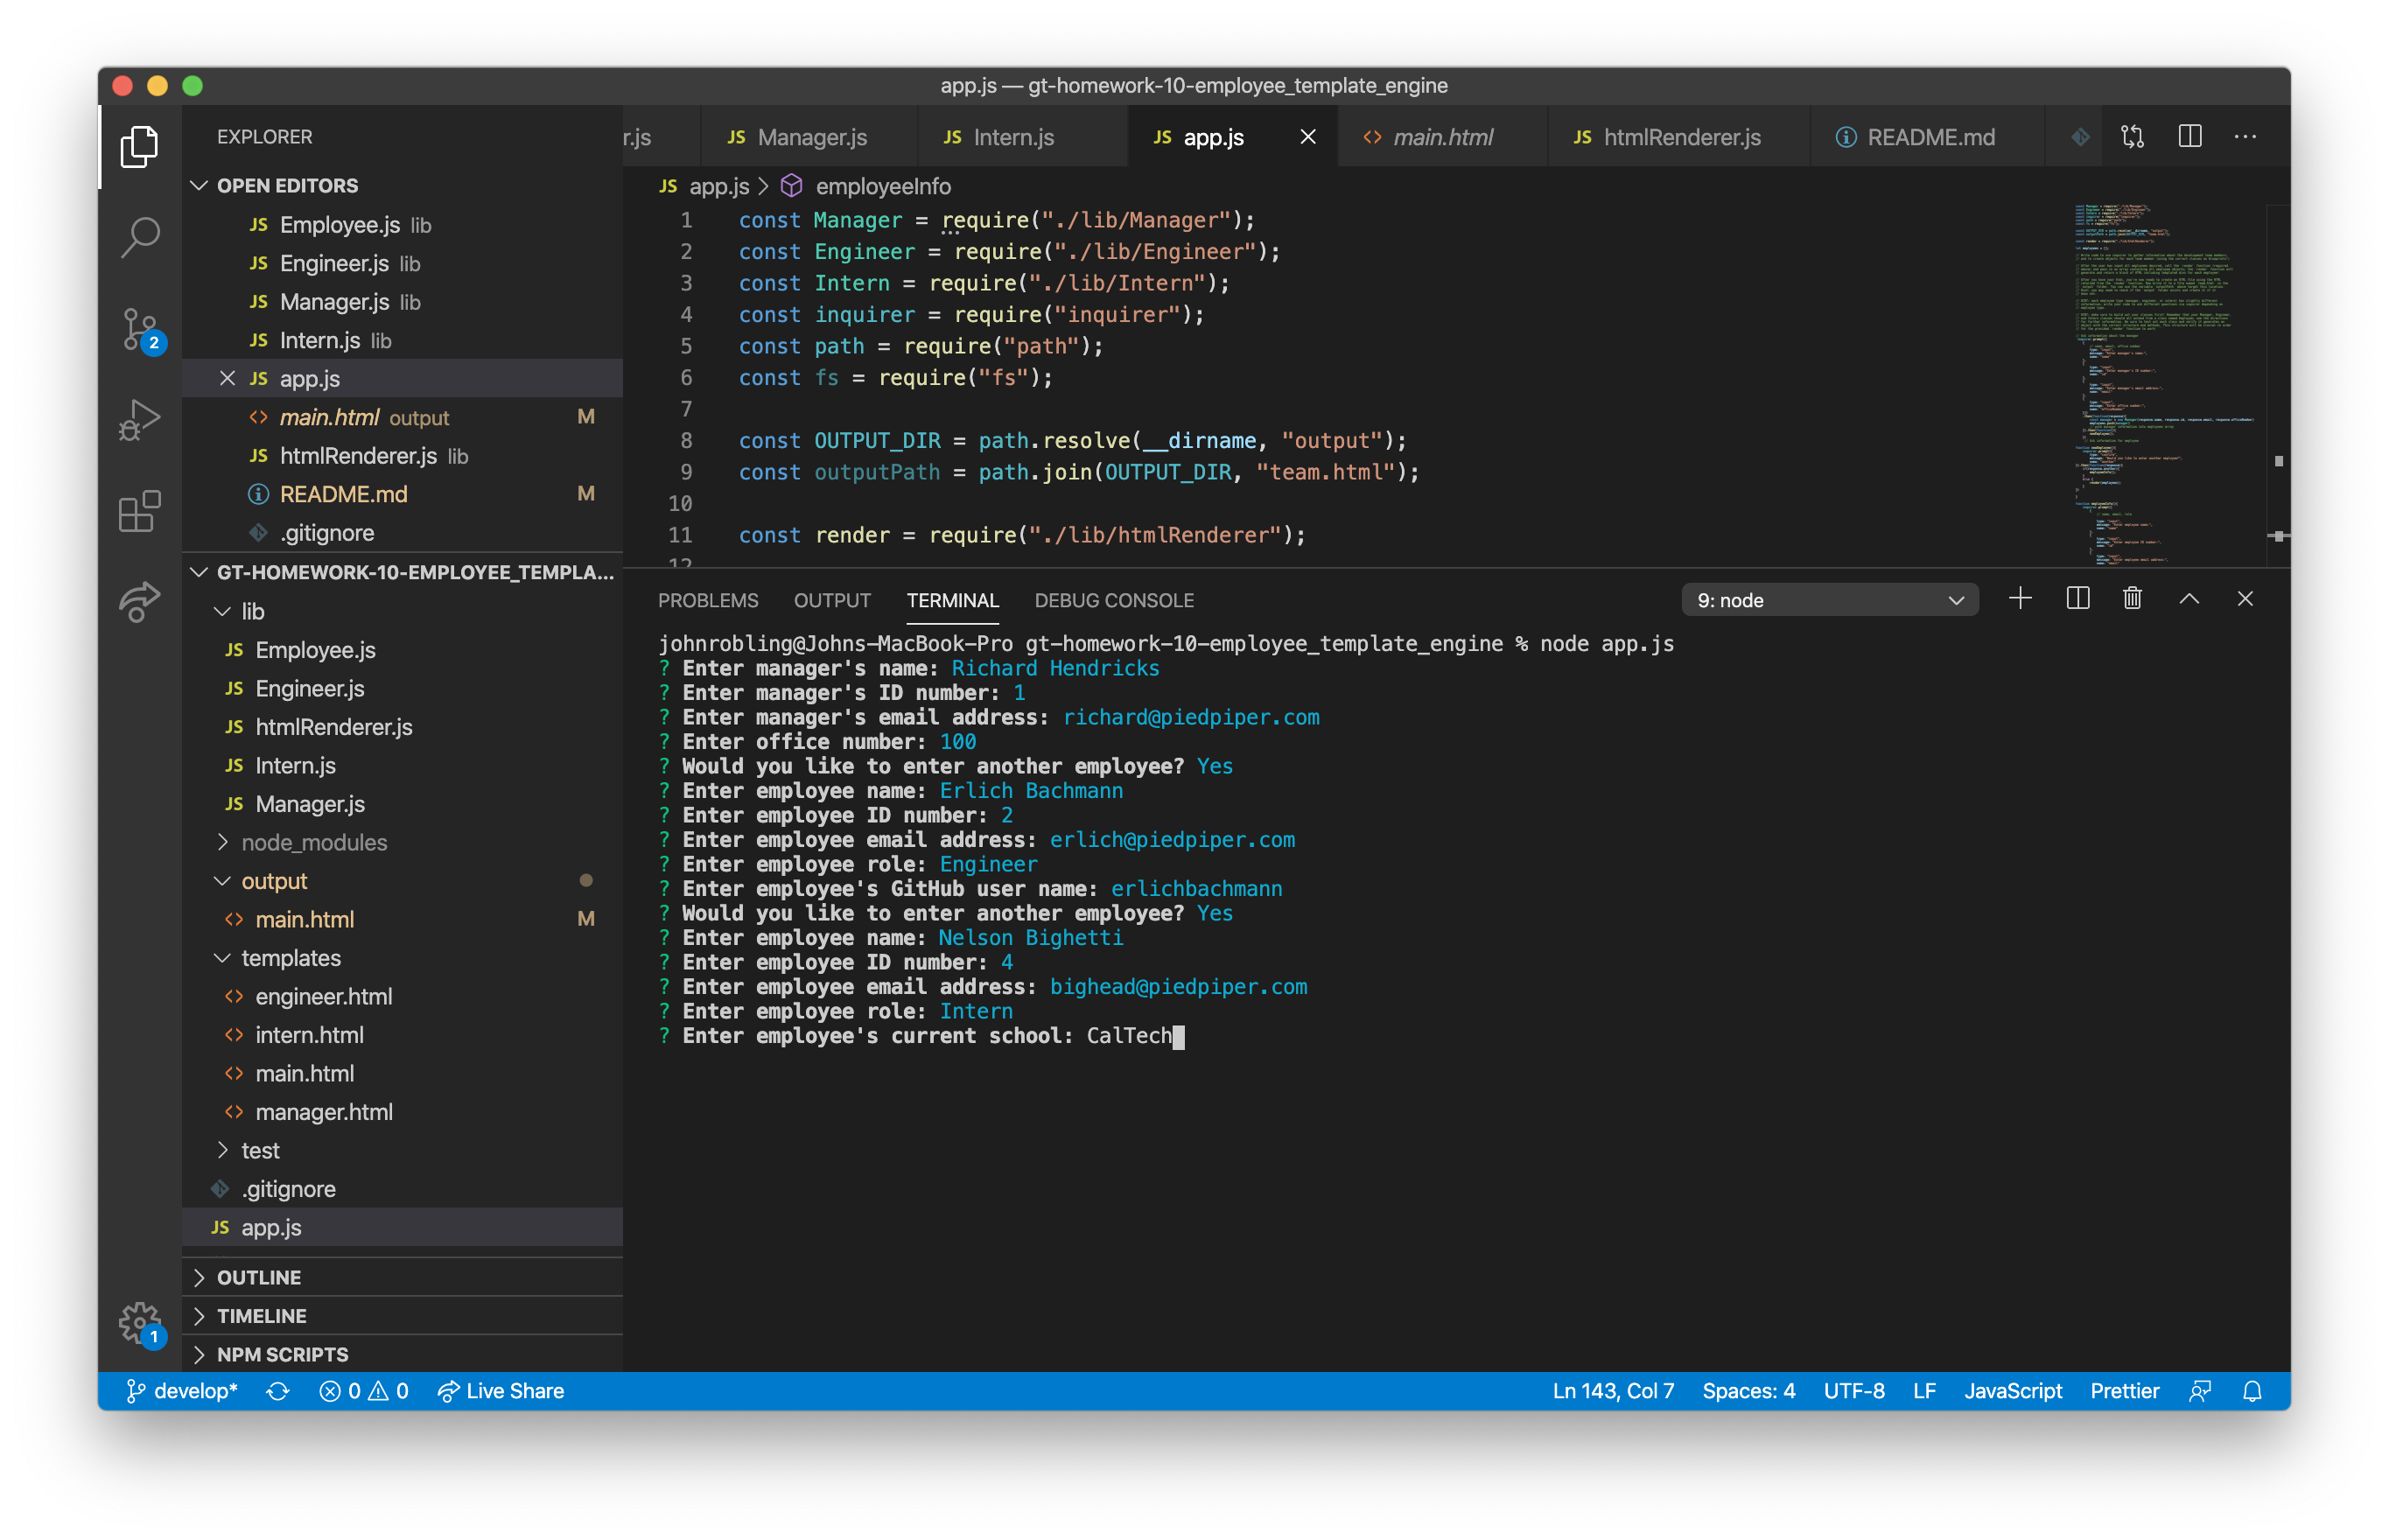 app.js — gt-homework-10-employee_template_engine
EXPLORER
OPEN EDITORS
JS Employee.js lib
JS Engineer.js lib
JS Manager.js lib
JS Intern.js lib
JS app.js
<> main.html output M
JS htmlRenderer.js lib
README.md M
.gitignore
GT-HOMEWORK-10-EMPLOYEE_TEMPLA...
lib
JS Employee.js
JS Engineer.js
JS htmlRenderer.js
JS Intern.js
JS Manager.js
node_modules
output
<> main.html M
templates
<> engineer.html
<> intern.html
<> main.html
<> manager.html
test
.gitignore
JS app.js
OUTLINE
TIMELINE
NPM SCRIPTS
2
1
r.js JS Manager.js JS Intern.js JS app.js <> main.html JS htmlRenderer.js README.md
JS app.js > employeeInfo
1 const Manager = require("./lib/Manager");
2 const Engineer = require("./lib/Engineer");
3 const Intern = require("./lib/Intern");
4 const inquirer = require("inquirer");
5 const path = require("path");
6 const fs = require("fs");
7
8 const OUTPUT_DIR = path.resolve(__dirname, "output");
9 const outputPath = path.join(OUTPUT_DIR, "team.html");
10
11 const render = require("./lib/htmlRenderer");
12
PROBLEMS OUTPUT TERMINAL DEBUG CONSOLE 9: node
johnrobling@Johns-MacBook-Pro gt-homework-10-employee_template_engine % node app.js
? Enter manager's name: Richard Hendricks
? Enter manager's ID number: 1
? Enter manager's email address: richard@piedpiper.com
? Enter office number: 100
? Would you like to enter another employee? Yes
? Enter employee name: Erlich Bachmann
? Enter employee ID number: 2
? Enter employee email address: erlich@piedpiper.com
? Enter employee role: Engineer
? Enter employee's GitHub user name: erlichbachmann
? Would you like to enter another employee? Yes
? Enter employee name: Nelson Bighetti
? Enter employee ID number: 4
? Enter employee email address: bighead@piedpiper.com
? Enter employee role: Intern
? Enter employee's current school: CalTech
develop* 0 0 Live Share Ln 143, Col 7 Spaces: 4 UTF-8 LF JavaScript Prettier